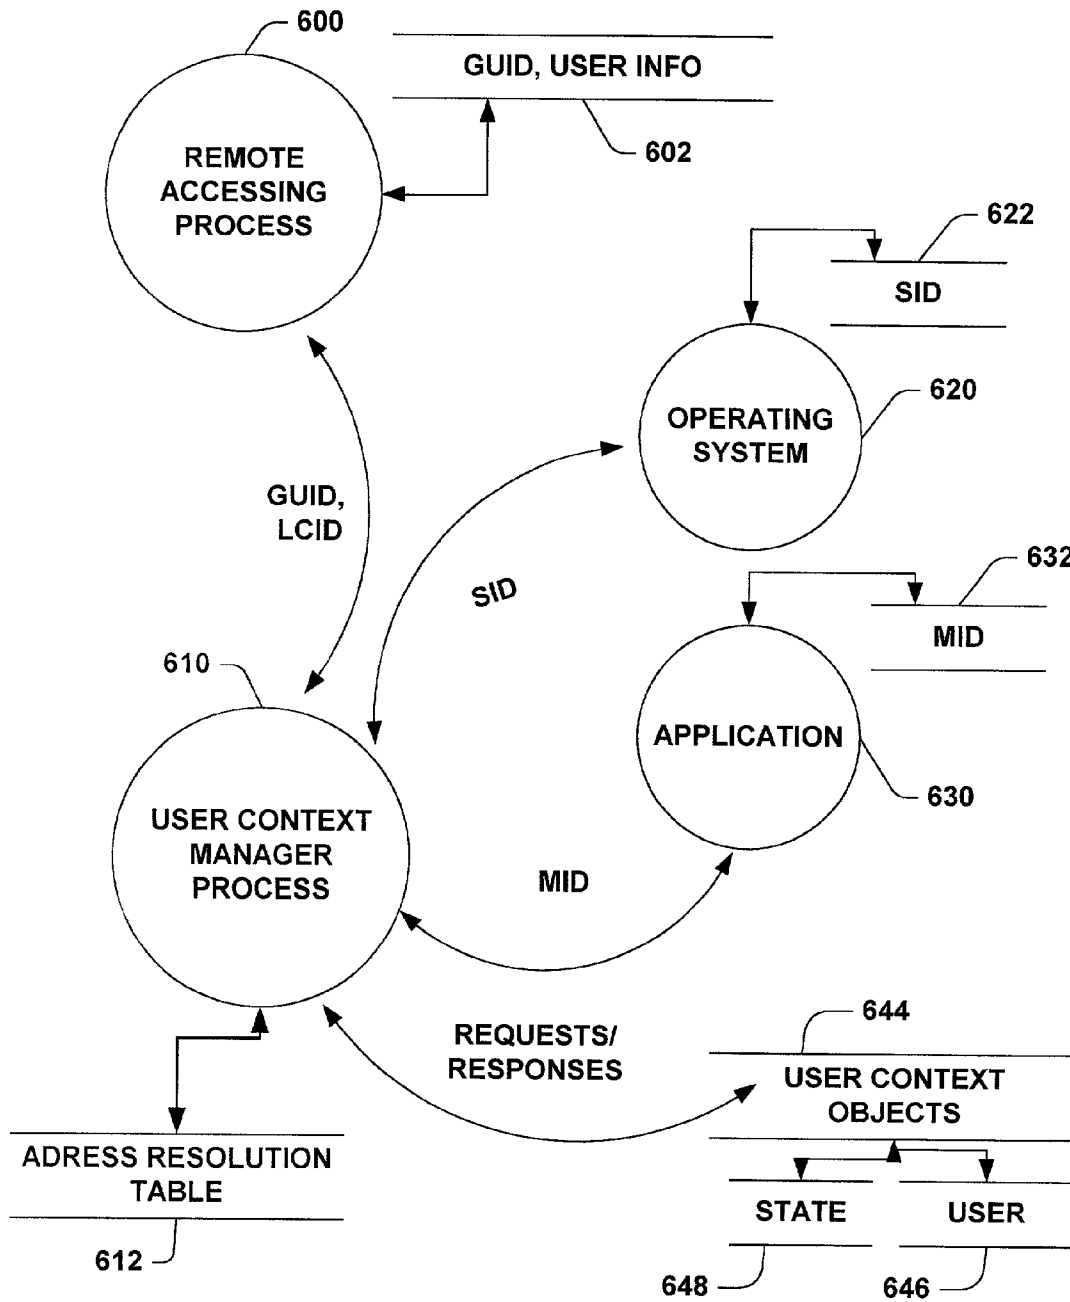 600
GUID, USER INFO
602
REMOTE
ACCESSING
PROCESS
622
SID
620
OPERATING
SYSTEM
GUID,
LCID
SID
632
MID
610
APPLICATION
630
USER CONTEXT
MANAGER
PROCESS
MID
REQUESTS/
RESPONSES
644
USER CONTEXT
OBJECTS
ADRESS RESOLUTION
TABLE
612
STATE
USER
648
646